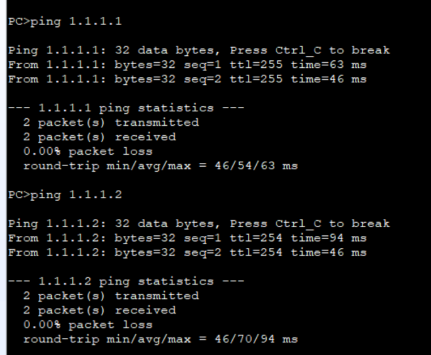 PC>ping 1.1.1.1
Ping 1.1.1.1: 32 data bytes, Press Ctrl_C to break
From 1.1.1.1: bytes=32 seq=1 ttl=255 time=63 ms
From 1.1.1.1: bytes=32 seq=2 ttl=255 time=46 ms
--- 1.1.1.1 ping statistics ---
2 packet(s) transmitted
2 packet(s) received
0.00% packet loss
round-trip min/avg/max = 46/54/63 ms
PC>ping 1.1.1.2
Ping 1.1.1.2: 32 data bytes, Press Ctrl_C to break
From 1.1.1.2: bytes=32 seq=1 ttl=254 time=94 ms
From 1.1.1.2: bytes=32 seq=2 ttl=254 time=46 ms
--- 1.1.1.2 ping statistics ---
2 packet(s) transmitted
2 packet(s) received
0.00% packet loss
round-trip min/avg/max = 46/70/94 ms